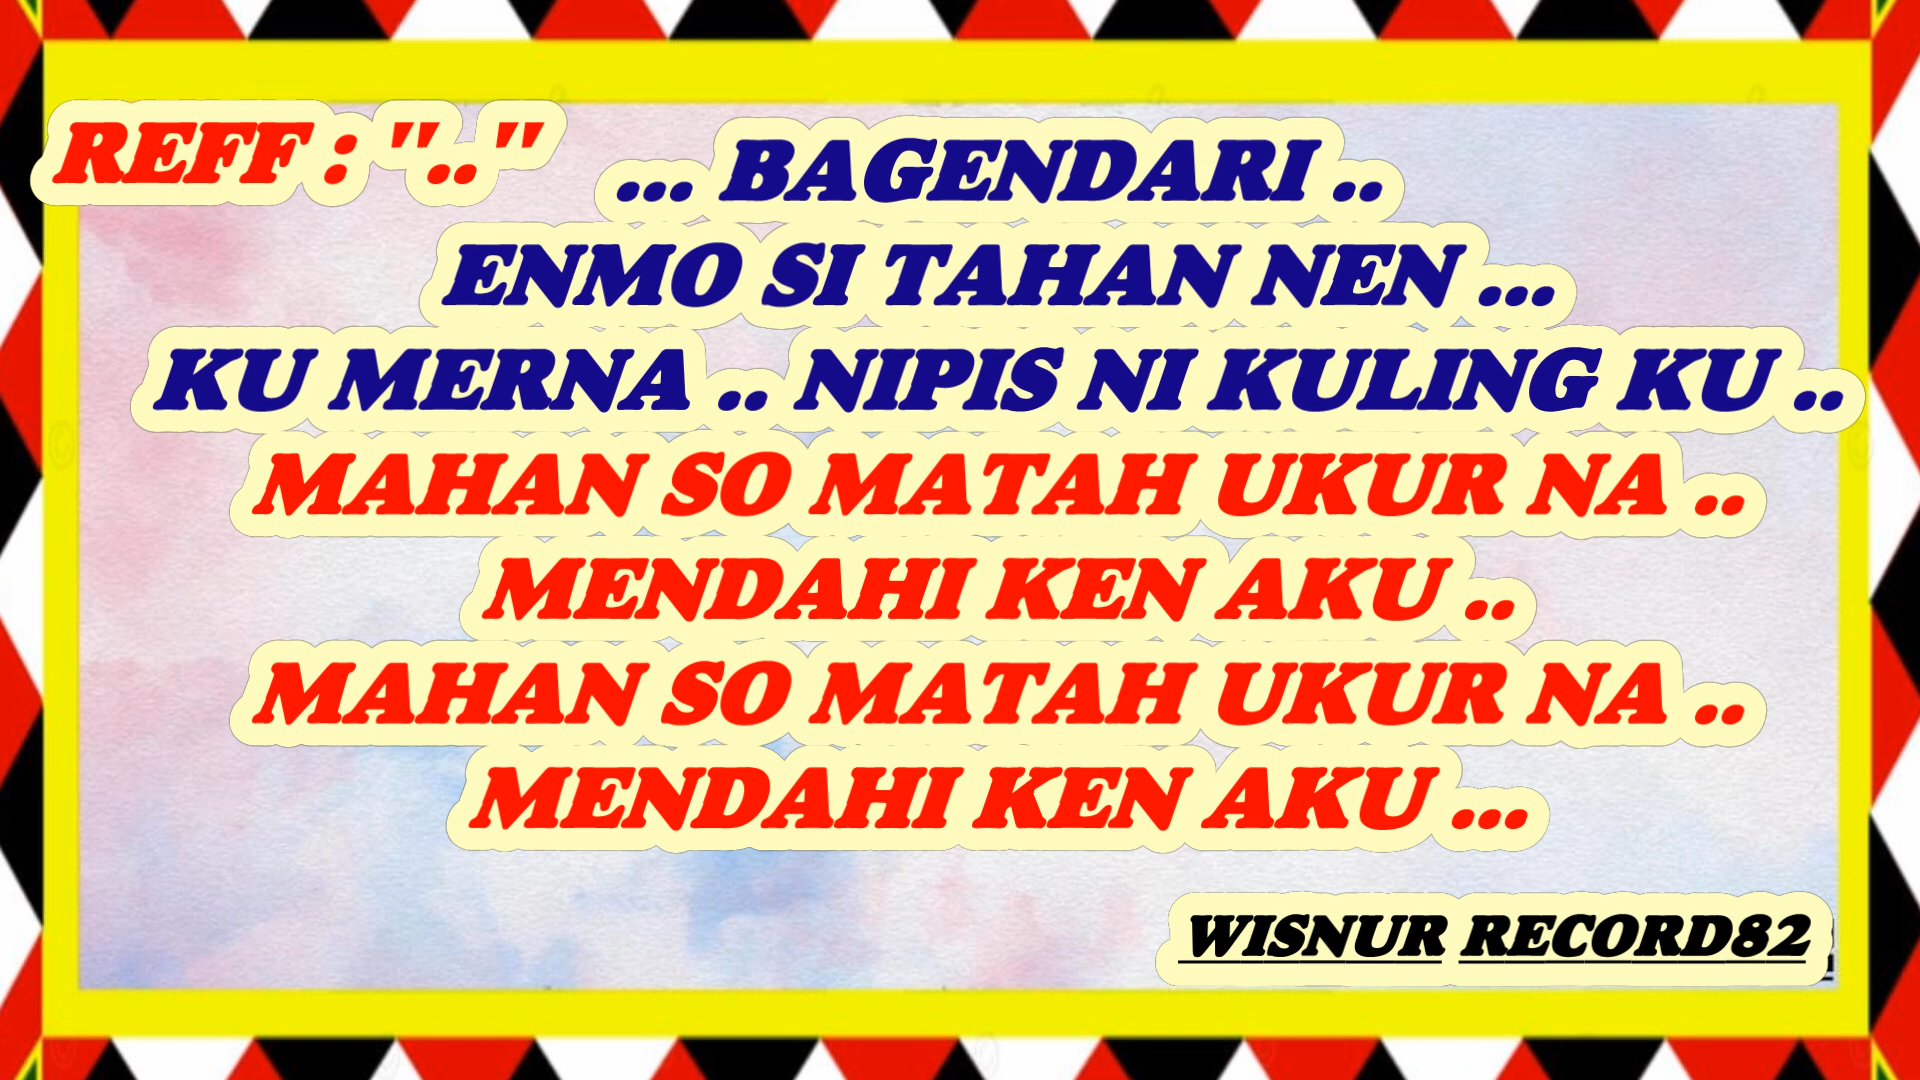 REFF : ".."
... BAGENDARI ..
ENMO SI TAHAN NEN ...
KU MERNA .. NIPIS NI KULING KU ..
MAHAN SO MATAH UKUR NA ..
MENDAHI KEN AKU ..
MAHAN SO MATAH UKUR NA ..
MENDAHI KEN AKU ...
WISNUR RECORD82